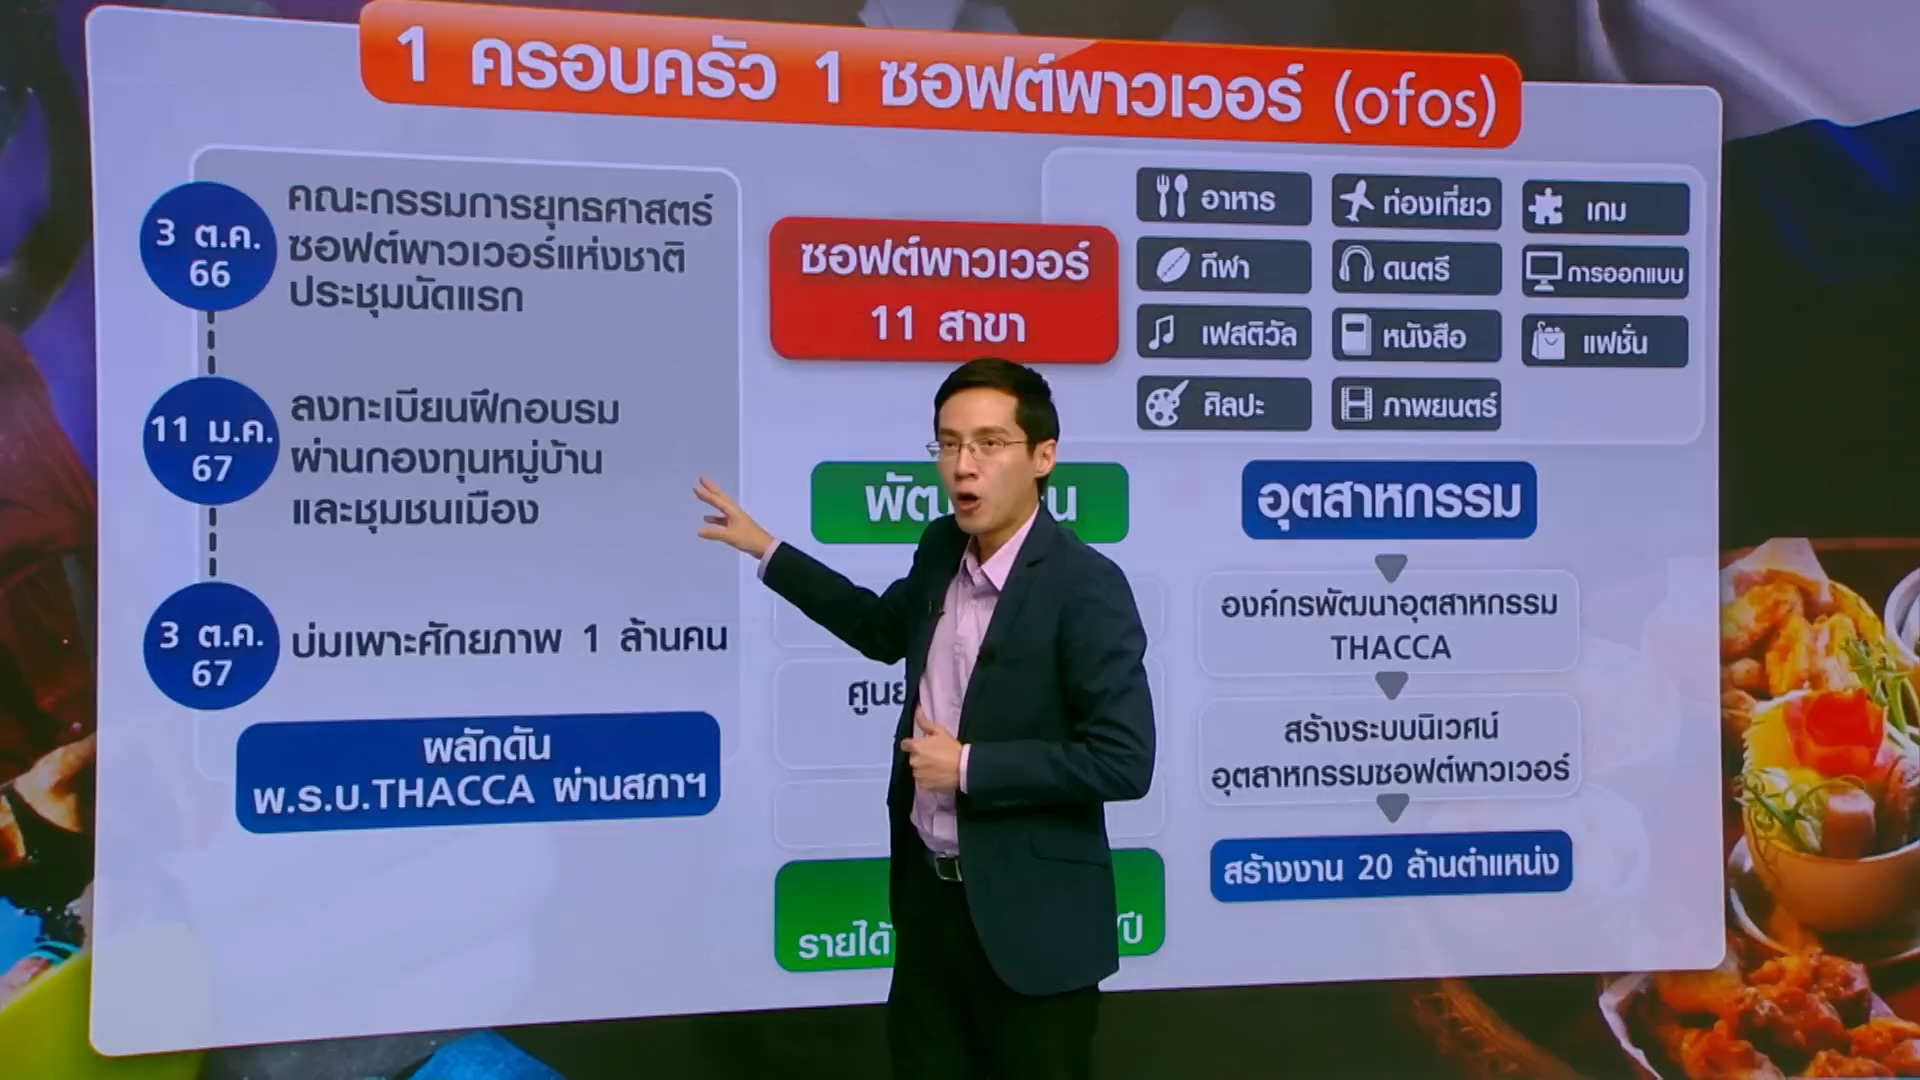 1 ครอบครัว 1 ซอฟต์พาวเวอร์ (ofos)
3 ต.ค.
66
คณะกรรมการยุทธศาสตร์
ซอฟต์พาวเวอร์แห่งชาติ
ประชุมนัดแรก
11 ม.ค.
67
ลงทะเบียนฝึกอบรม
ผ่านกองทุนหมู่บ้าน
และชุมชนเมือง
3 ต.ค.
67
บ่มเพาะศักยภาพ 1 ล้านคน
ผลักดัน
พ.ร.บ.THACCA ผ่านสภาฯ
ซอฟต์พาวเวอร์
11 สาขา
อาหาร
ท่องเที่ยว
เกม
กีฬา
ดนตรี
การออกแบบ
เฟสติวัล
หนังสือ
แฟชั่น
ศิลปะ
ภาพยนตร์
รายได้
อุตสาหกรรม
องค์กรพัฒนาอุตสาหกรรม
THACCA
สร้างระบบนิเวศน์
อุตสาหกรรมซอฟต์พาวเวอร์
สร้างงาน 20 ล้านตำแหน่ง